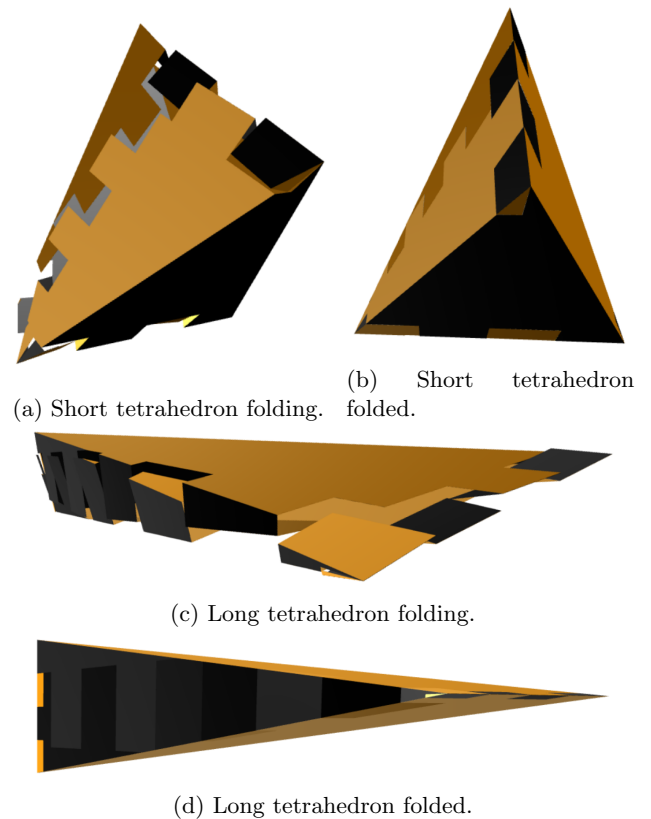 (a) Short tetrahedron folding.
(b) Short tetrahedron
folded.
(c) Long tetrahedron folding.
(d) Long tetrahedron folded.